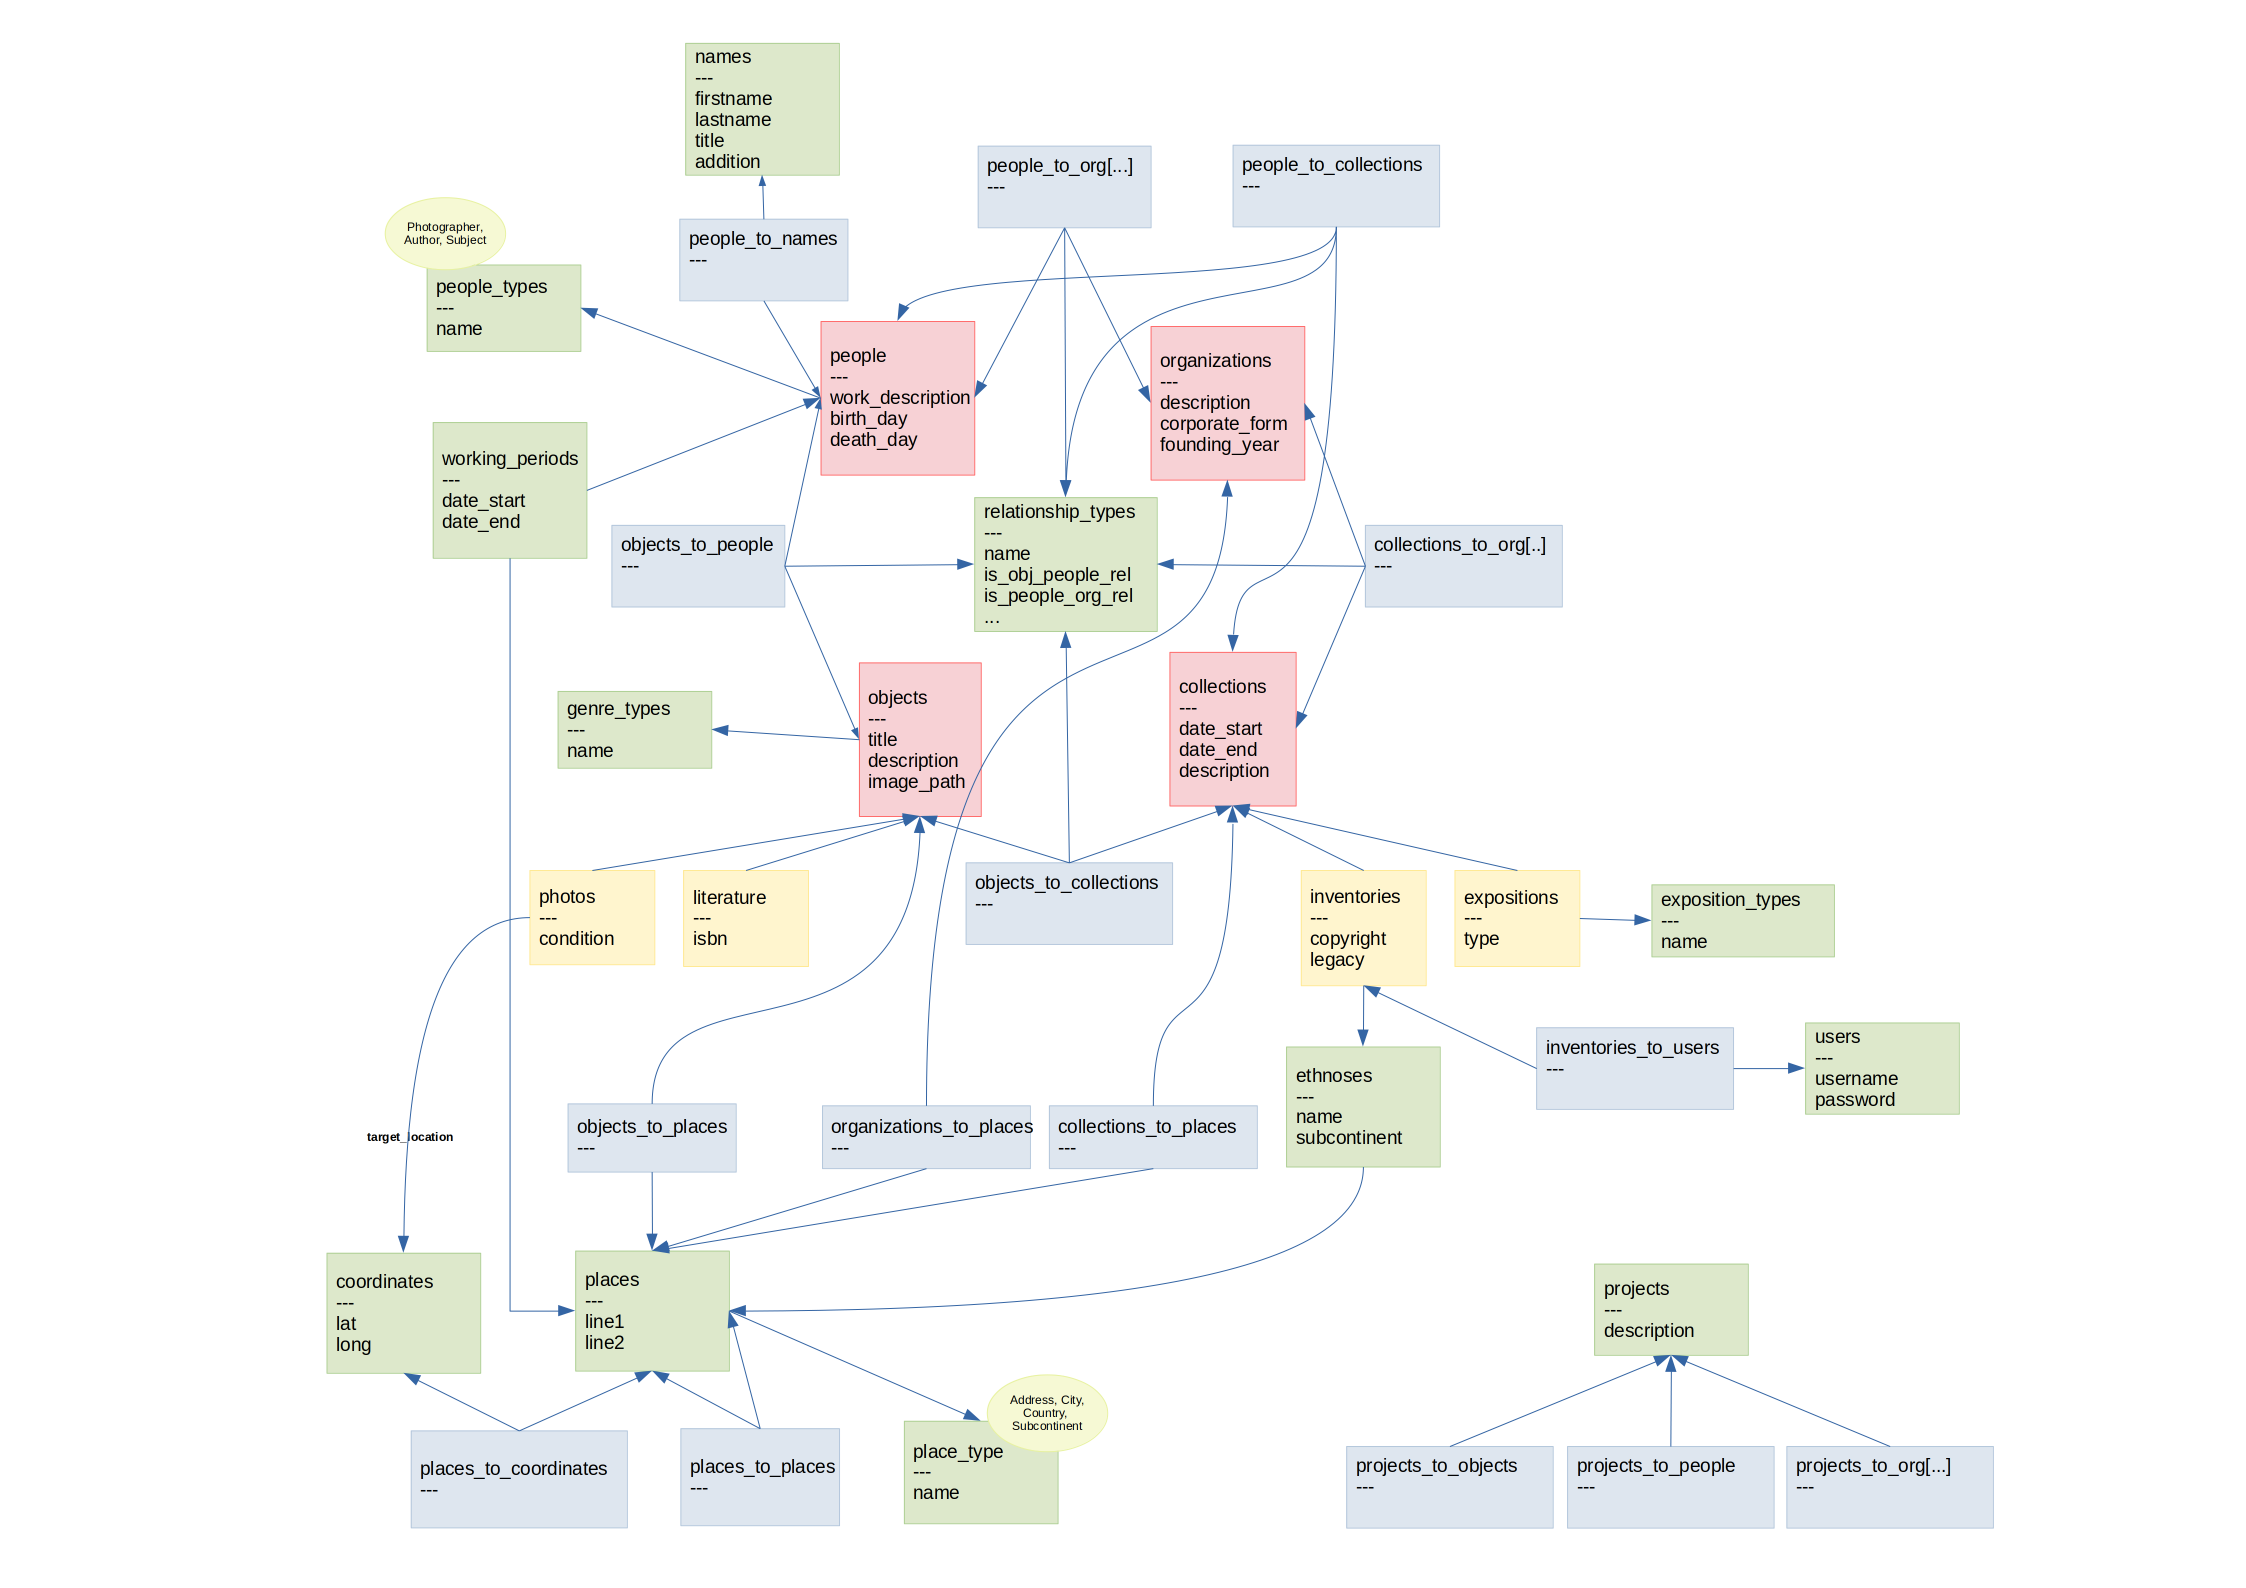 names
---
firstname
lastname
title
addition
people_to_org[...]
---
people_to_collections
---
Photographer,
Author, Subject
people_types
---
name
people_to_names
---
people
---
work_description
birth_day
death_day
organizations
---
description
corporate_form
founding_year
working_periods
---
date_start
date_end
objects_to_people
---
relationship_types
---
name
is_obj_people_rel
is_people_org_rel
...
collections_to_org[..]
---
genre_types
---
name
objects
---
title
description
image_path
collections
---
date_start
date_end
description
photos
---
condition
literature
---
isbn
objects_to_collections
---
inventories
---
copyright
legacy
expositions
---
type
exposition_types
---
name
ethnoses
---
name
subcontinent
inventories_to_users
---
users
---
username
password
target_location
objects_to_places
---
organizations_to_places
---
collections_to_places
---
coordinates
---
lat
long
places
---
line1
line2
projects
---
description
places_to_coordinates
---
places_to_places
---
Address, City,
Country,
Subcontinent
place_type
---
name
projects_to_objects
---
projects_to_people
---
projects_to_org[...]
---